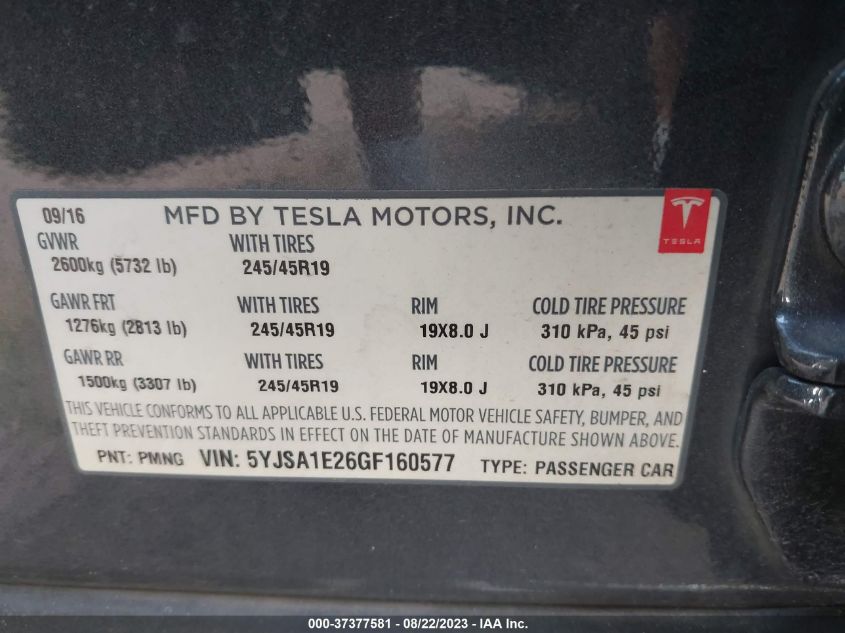 09/16 MFD BY TESLA MOTORS, INC.
TESLA
GVWR WITH TIRES
2600kg (5732 lb) 245/45R19
GAWR FRT WITH TIRES RIM COLD TIRE PRESSURE
1276kg (2813 lb) 245/45R19 19X8.0 J 310 kPa, 45 psi
GAWR RR WITH TIRES RIM COLD TIRE PRESSURE
1500kg (3307 lb) 245/45R19 19X8.0 J 310 kPa, 45 psi
THIS VEHICLE CONFORMS TO ALL APPLICABLE U.S. FEDERAL MOTOR VEHICLE SAFETY, BUMPER, AND
THEFT PREVENTION STANDARDS IN EFFECT ON THE DATE OF MANUFACTURE SHOWN ABOVE.
PNT: PMNG VIN: 5YJSA1E26GF160577 TYPE: PASSENGER CAR
000-37377581 - 08/22/2023 - IAA Inc.